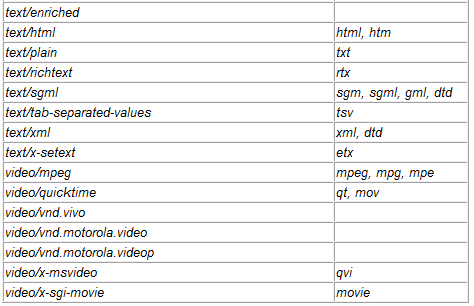 text/enriched
text/html html, htm
text/plain txt
text/richtext rtx
text/sgml sgm, sgml, gml, dtd
text/tab-separated-values tsv
text/xml xml, dtd
text/x-setext etx
video/mpeg mpeg, mpg, mpe
video/quicktime qt, mov
video/vnd.vivo
video/vnd.motorola.video
video/vnd.motorola.videop
video/x-msvideo qvi
video/x-sgi-movie movie